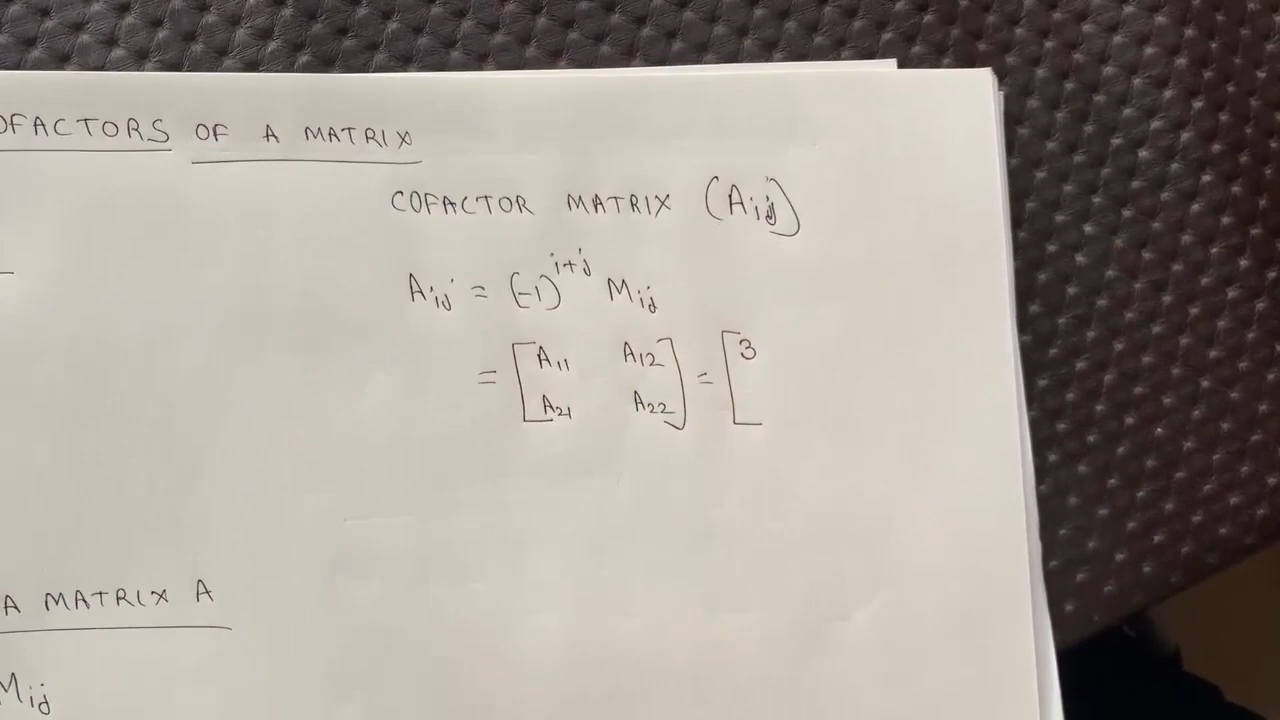 OFACTORS OF A MATRIX
COFACTOR MATRIX (Aij)
Aij = (-1)^{i+j} Mij
= [A11 A12
A21 A22] = [3
A MATRIX A
Mij